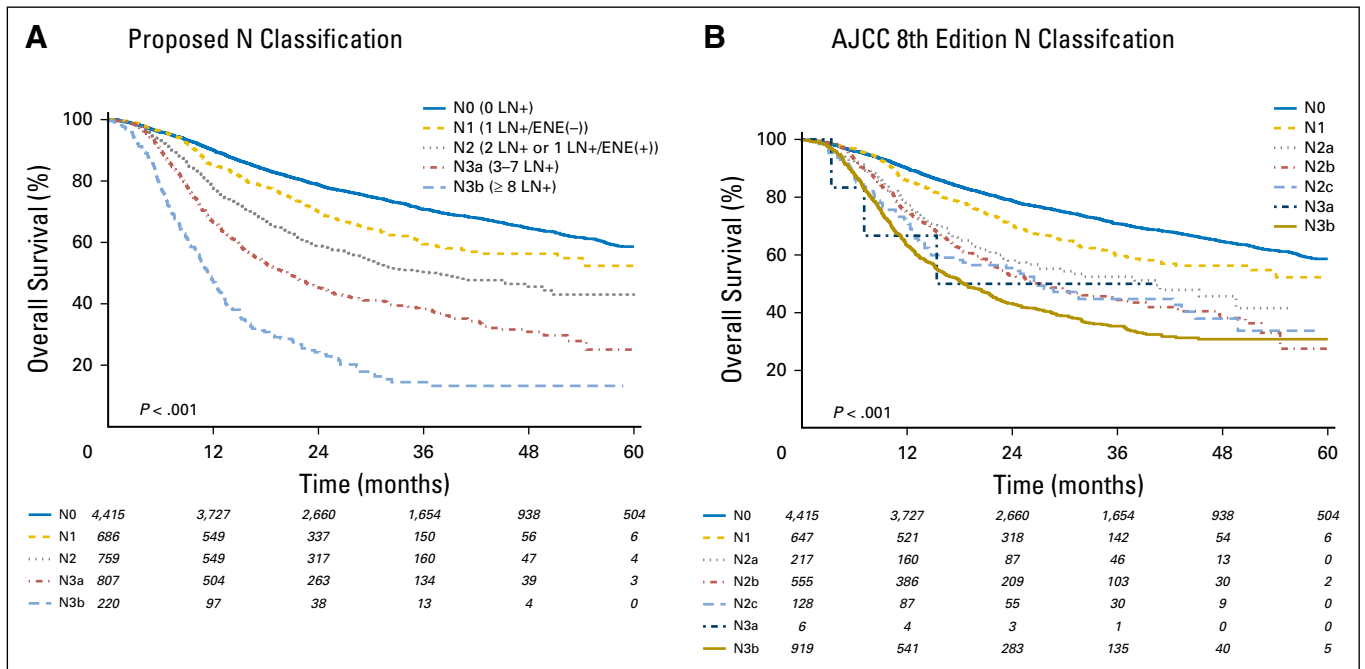 A Proposed N Classification
N0 (0 LN+)
N1 (1 LN+/ENE(–))
N2 (2 LN+ or 1 LN+/ENE(+))
N3a (3–7 LN+)
N3b (≥ 8 LN+)
Overall Survival (%)
100
80
60
40
20
P < .001
0 12 24 36 48 60
Time (months)
N0 4,415 3,727 2,660 1,654 938 504
N1 686 549 337 150 56 6
N2 759 549 317 160 47 4
N3a 807 504 263 134 39 3
N3b 220 97 38 13 4 0
B AJCC 8th Edition N Classifcation
N0
N1
N2a
N2b
N2c
N3a
N3b
Overall Survival (%)
100
80
60
40
20
P < .001
0 12 24 36 48 60
Time (months)
N0 4,415 3,727 2,660 1,654 938 504
N1 647 521 318 142 54 6
N2a 217 160 87 46 13 0
N2b 555 386 209 103 30 2
N2c 128 87 55 30 9 0
N3a 6 4 3 1 0 0
N3b 919 541 283 135 40 5